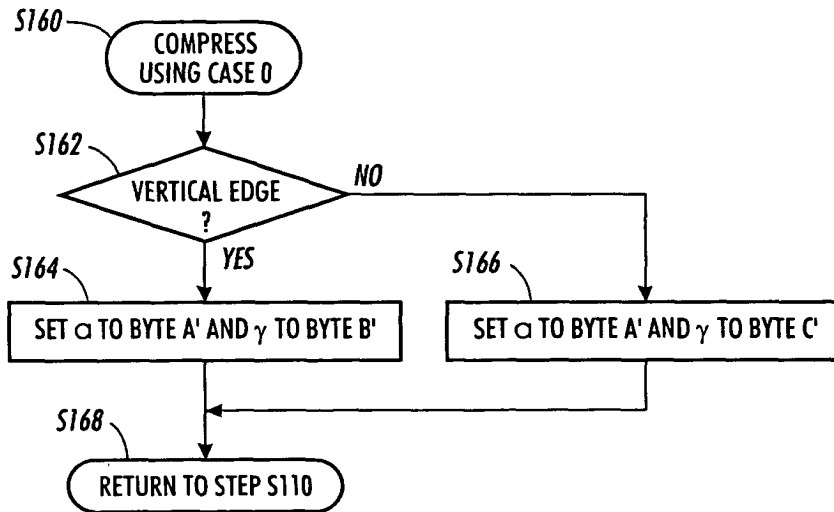 S160
COMPRESS
USING CASE 0
S162
VERTICAL EDGE
?
NO
YES
S164
SET α TO BYTE A' AND γ TO BYTE B'
S166
SET α TO BYTE A' AND γ TO BYTE C'
S168
RETURN TO STEP S110